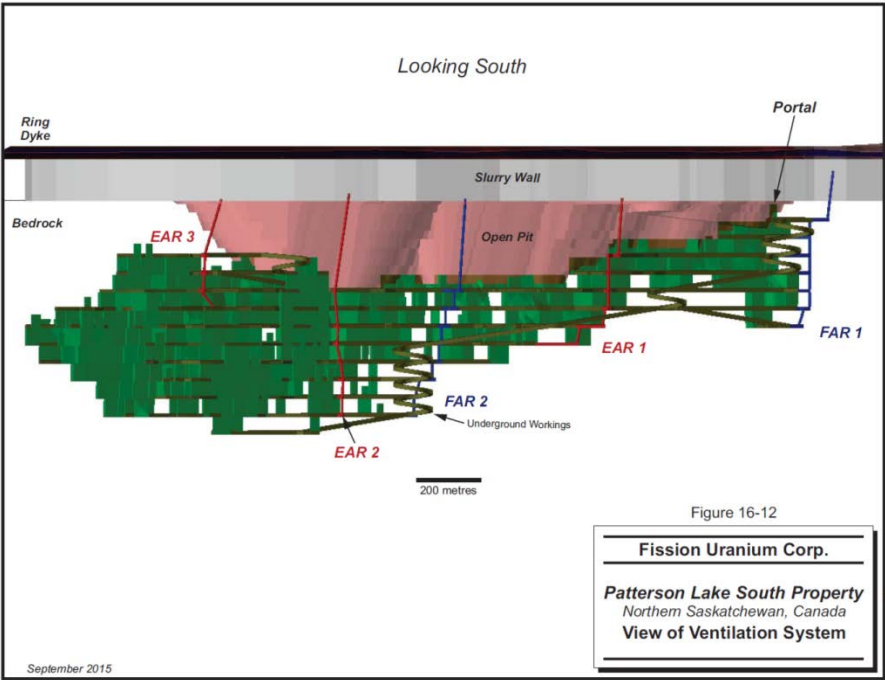 Looking South
Portal
Ring
Dyke
Slurry Wall
Bedrock
EAR 3
Open Pit
FAR 1
EAR 1
FAR 2
Underground Workings
EAR 2
200 metres
Figure 16-12
Fission Uranium Corp.
Patterson Lake South Property
Northern Saskatchewan, Canada
View of Ventilation System
September 2015